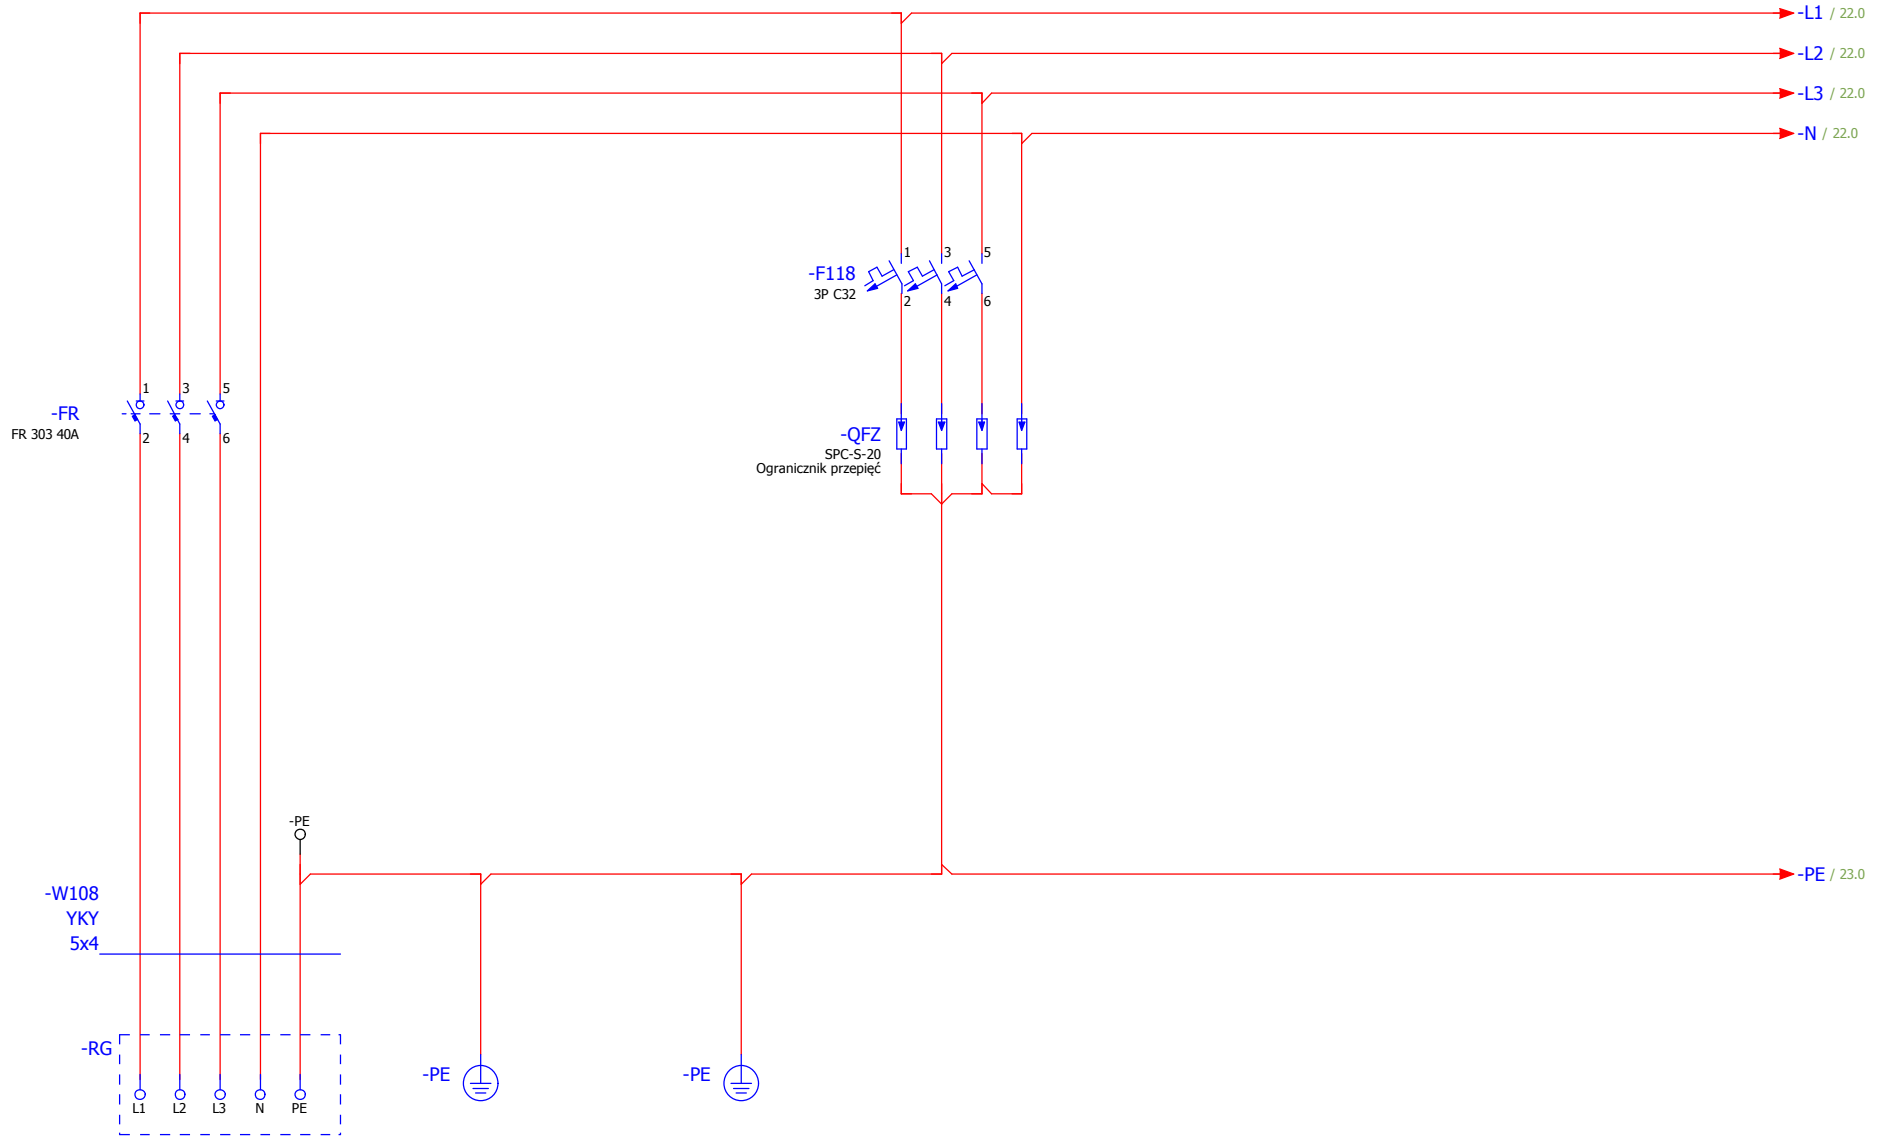 -L1 / 22.0
-L2 / 22.0
-L3 / 22.0
-N / 22.0
1 3 5
-F118
3P C32
2 4 6
1 3 5
-FR
FR 303 40A
2 4 6
-QFZ
SPC-S-20
Ogranicznik przepięć
-PE
-PE / 23.0
-W108
YKY
5x4
-RG
-PE
-PE
L1 L2 L3 N PE